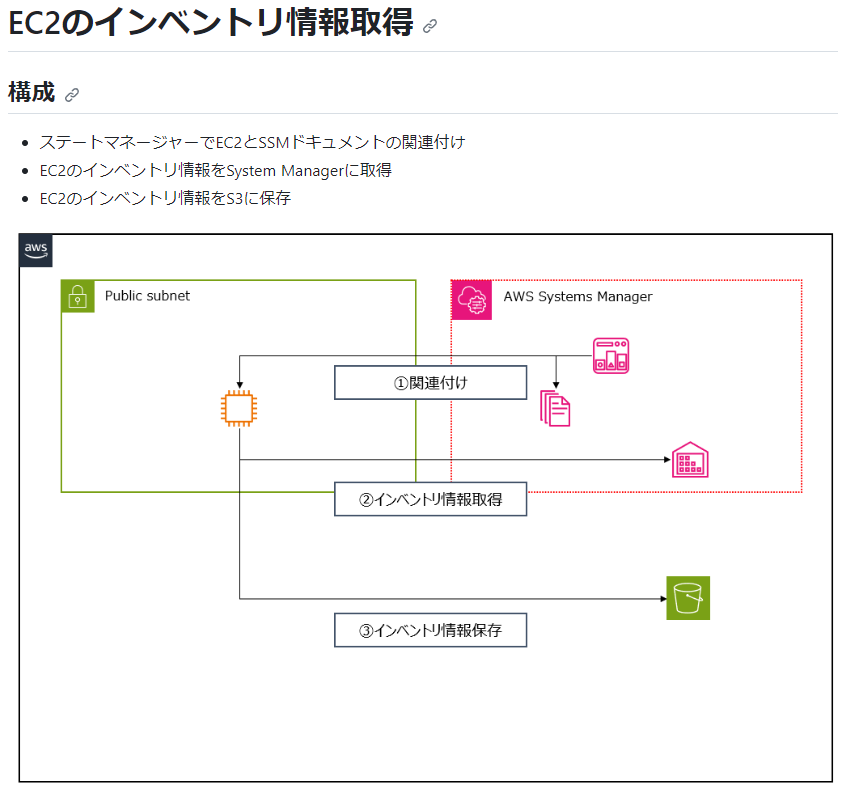 EC2のインベントリ情報取得
構成
ステートマネージャーでEC2とSSMドキュメントの関連付け
EC2のインベントリ情報をSystem Managerに取得
EC2のインベントリ情報をS3に保存
aws
Public subnet
AWS Systems Manager
①関連付け
②インベントリ情報取得
③インベントリ情報保存